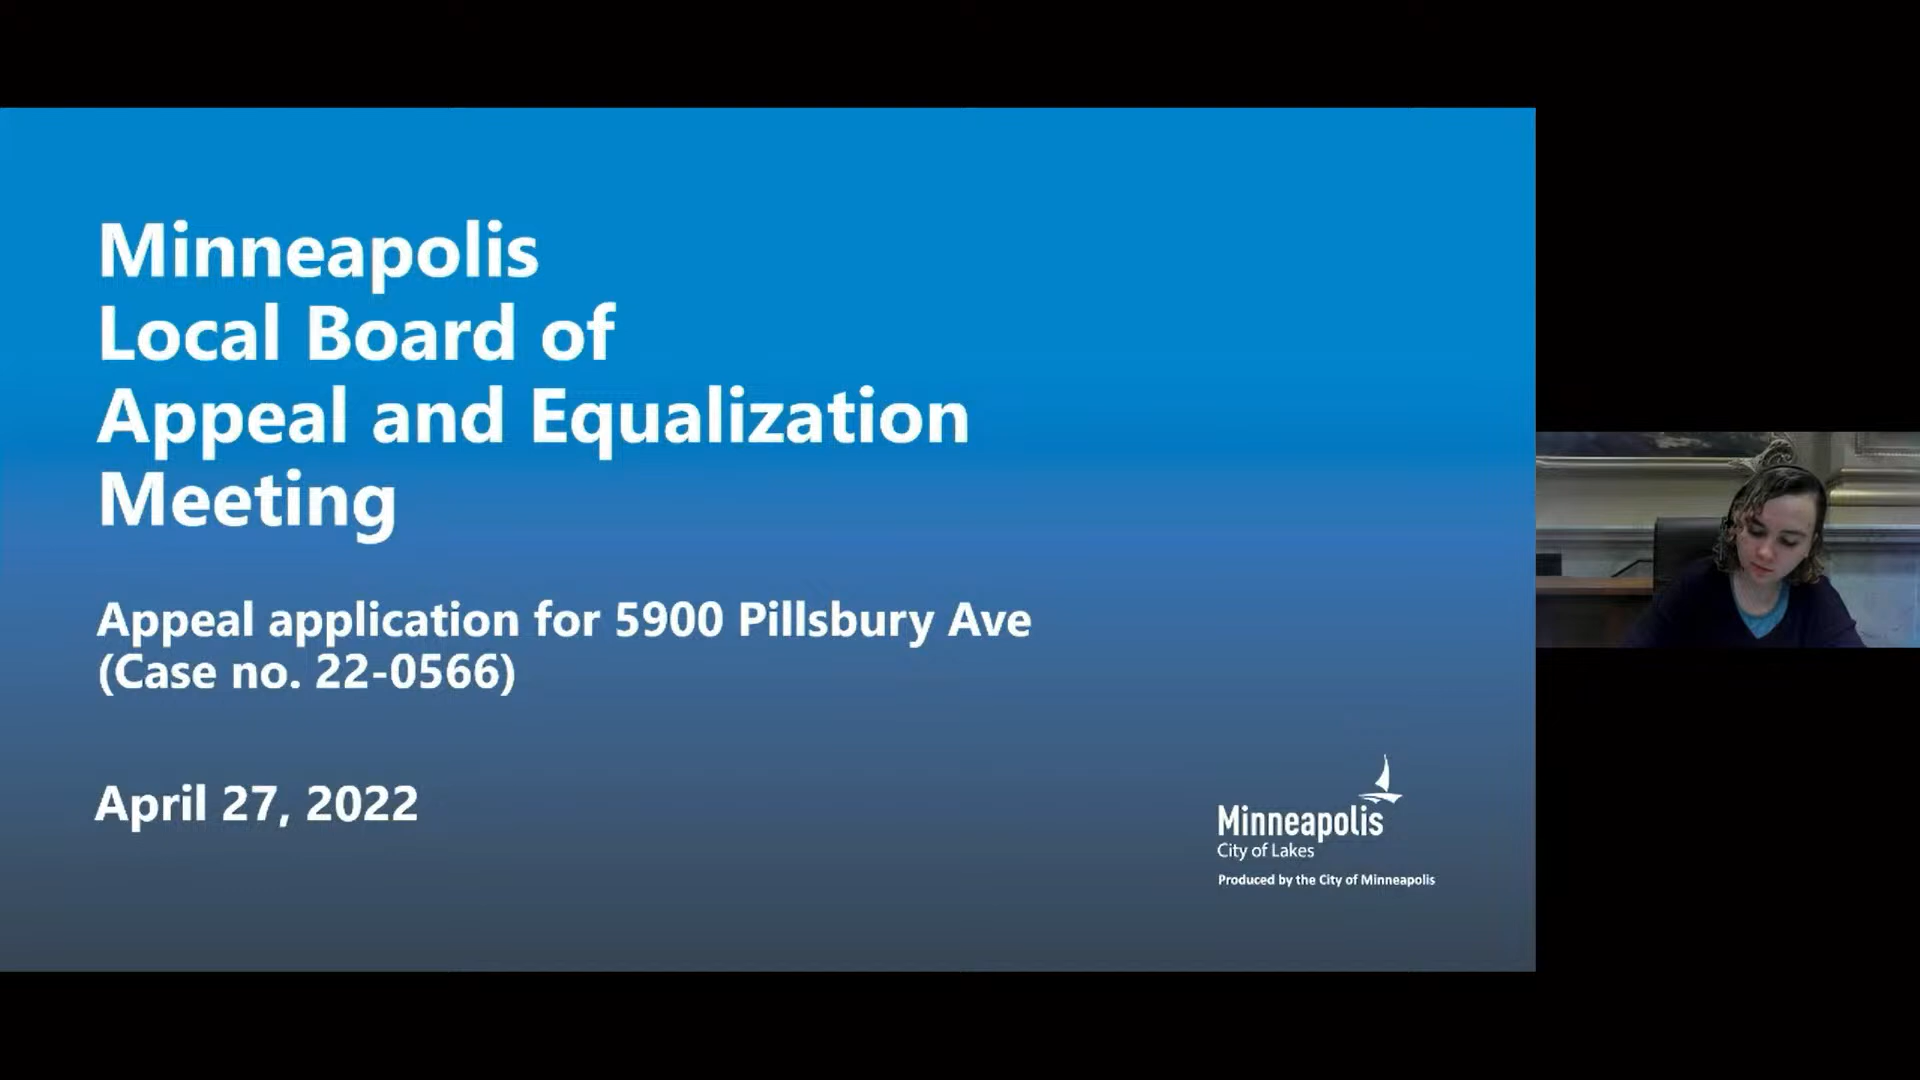 Minneapolis
Local Board of
Appeal and Equalization
Meeting
Appeal application for 5900 Pillsbury Ave
(Case no. 22-0566)
April 27, 2022
Minneapolis
City of Lakes
Produced by the City of Minneapolis